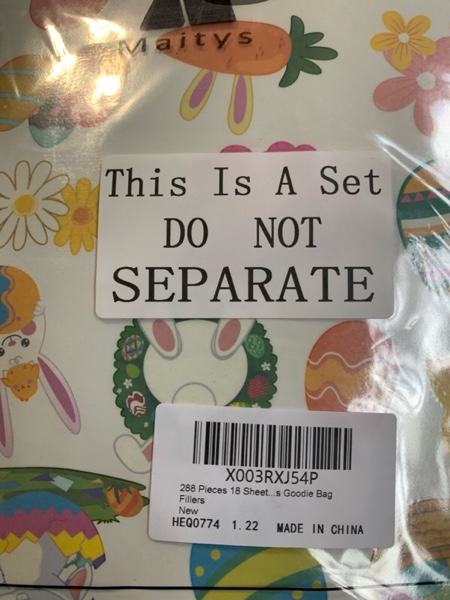 Maitys
This Is A Set
DO NOT
SEPARATE
X003RXJ54P
288 Pieces 18 Sheet...s Goodie Bag
Fillers
New
HEQ0774 1.22 MADE IN CHINA